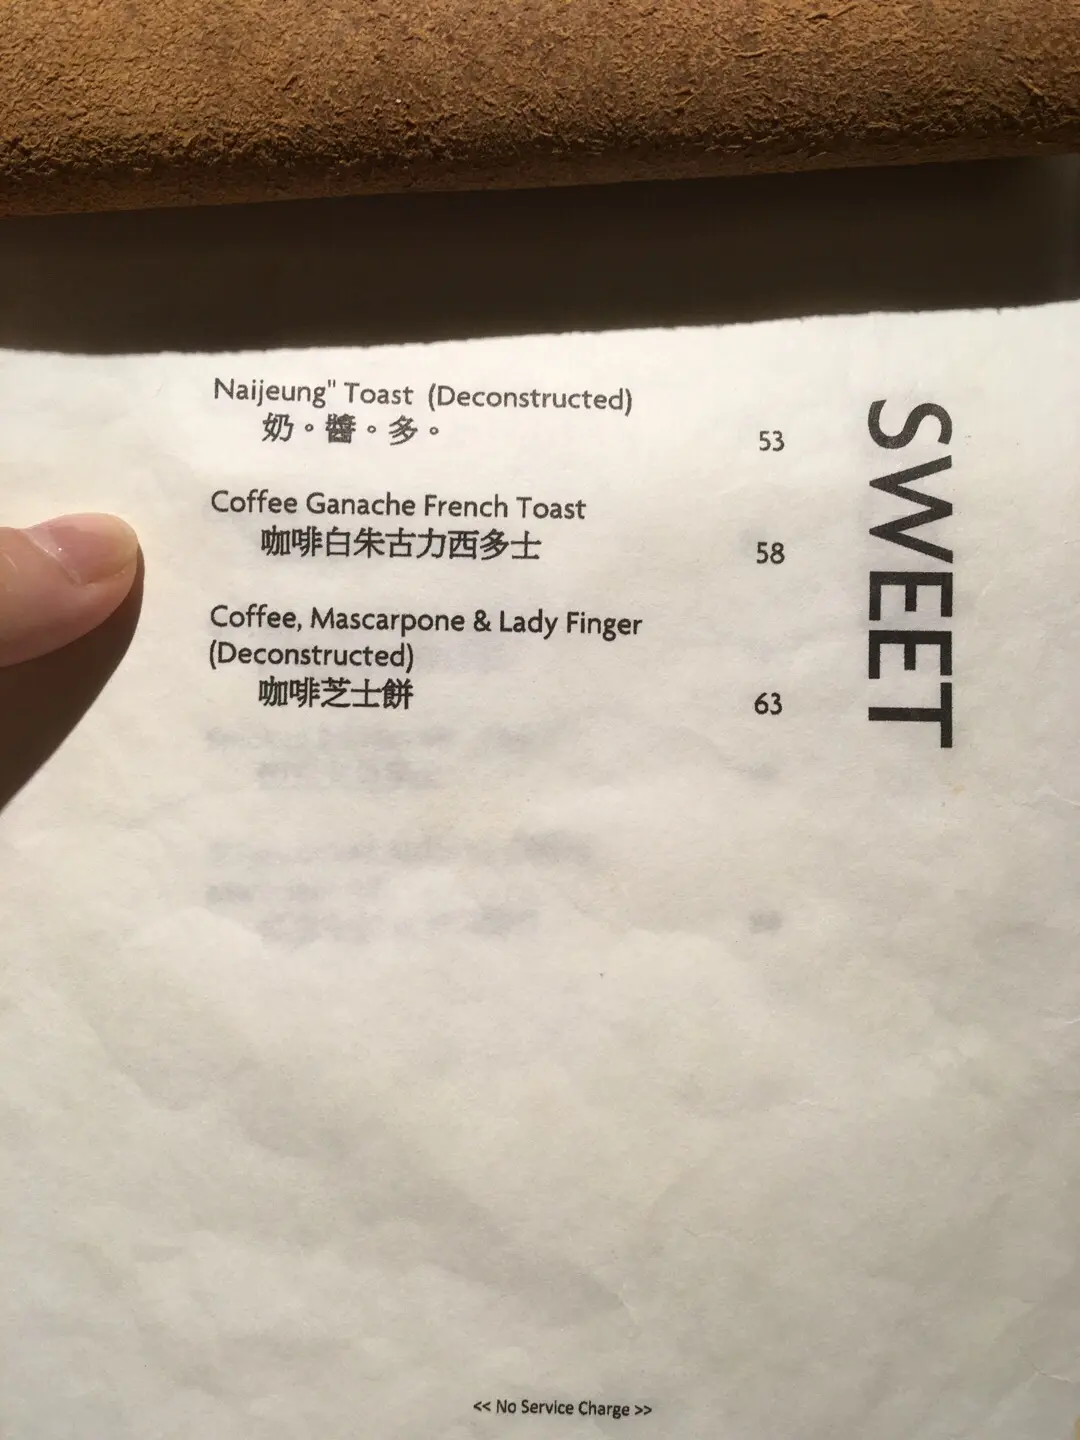 Naijeung" Toast (Deconstructed)
奶。醬。多。 53
Coffee Ganache French Toast
咖啡白朱古力西多士 58
Coffee, Mascarpone & Lady Finger
(Deconstructed)
咖啡芝士餅 63
SWEET
<< No Service Charge >>